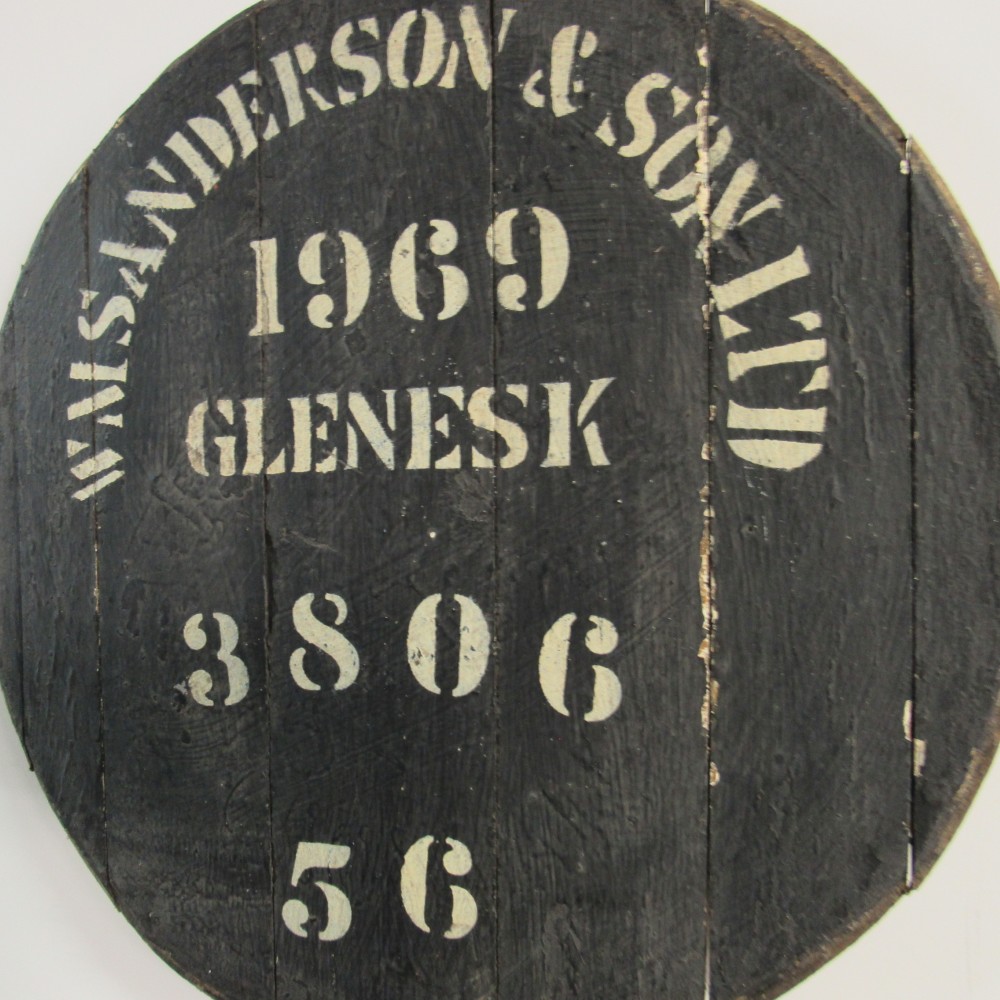 WM SANDERSON & SON LTD
1969
GLENESK
3806
56